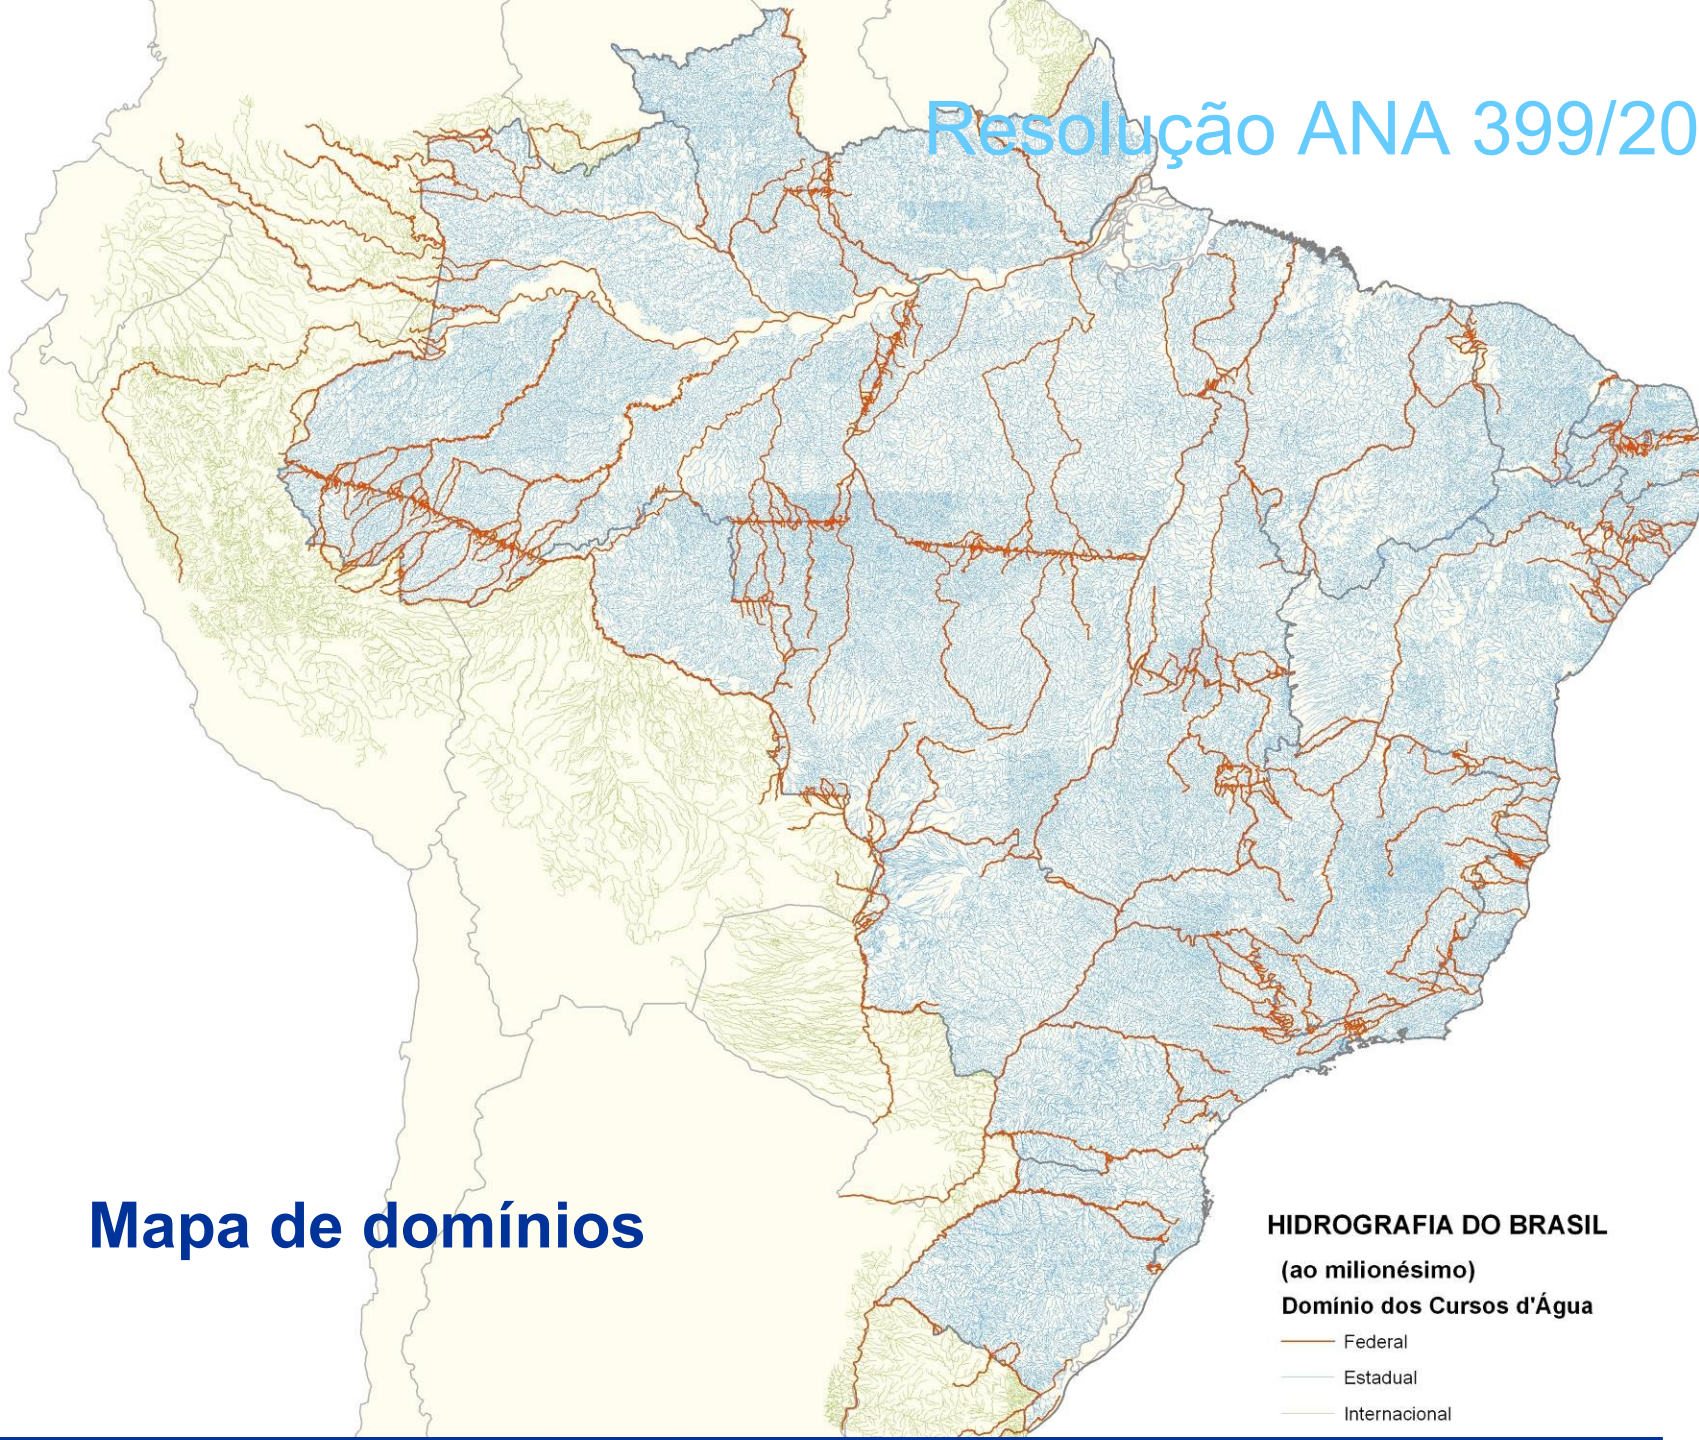 Resolução ANA 399/20
Mapa de domínios
HIDROGRAFIA DO BRASIL
(ao milionésimo)
Domínio dos Cursos d'Água
Federal
Estadual
Internacional